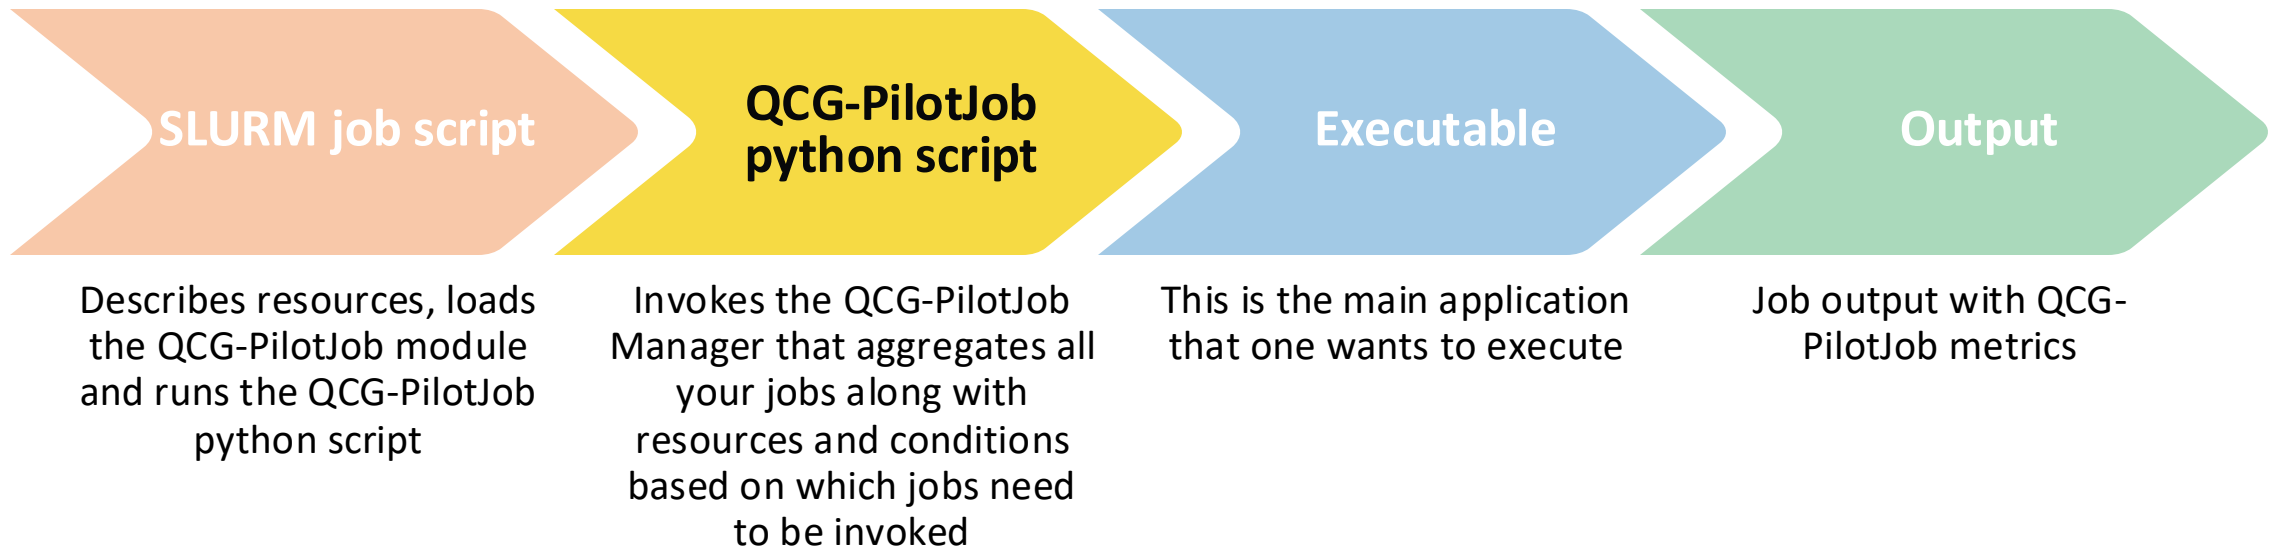 SLURM job script
QCG-PilotJob
python script
Executable
Output
Describes resources, loads
the QCG-PilotJob module
and runs the QCG-PilotJob
python script
Invokes the QCG-PilotJob
Manager that aggregates all
your jobs along with
resources and conditions
based on which jobs need
to be invoked
This is the main application
that one wants to execute
Job output with QCG-
PilotJob metrics